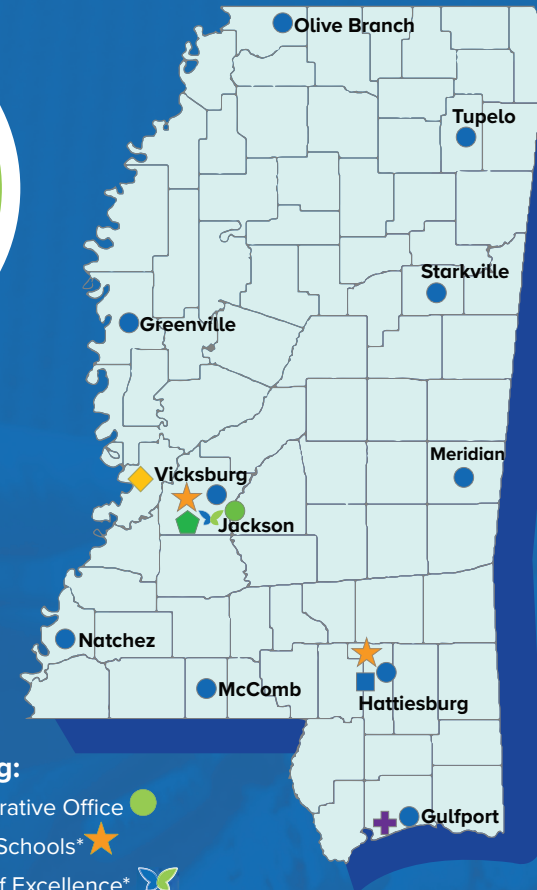 Olive Branch
Tupelo
Starkville
Greenville
Meridian
Vicksburg
Jackson
Natchez
McComb
Hattiesburg
Gulfport
g:
rative Office
Schools*
f Excellence*